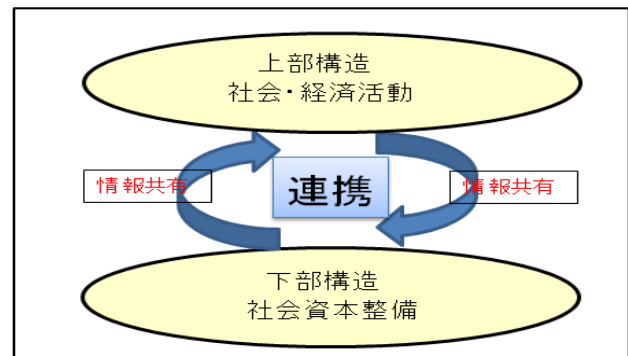 上部構造
社会・経済活動
情報共有
連携
情報共有
下部構造
社会資本整備